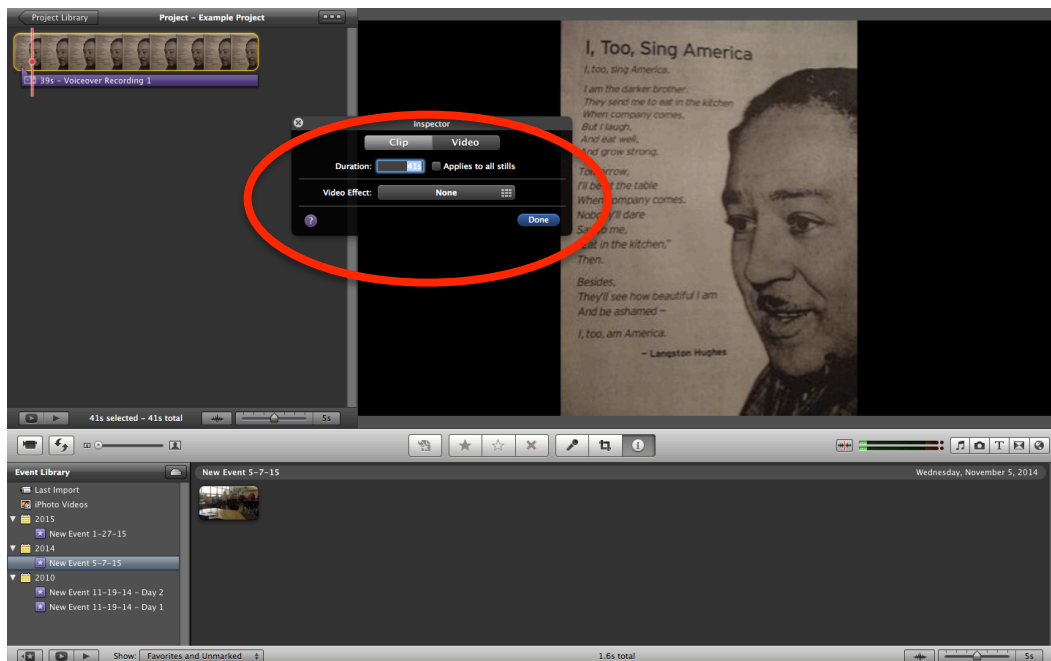 Project Library
Project – Example Project
39s – Voiceover Recording 1
Inspector
Clip Video
Duration: 41s Applies to all stills
Video Effect: None
? Done
I, Too, Sing America
I, too, sing America.
I am the darker brother.
They send me to eat in the kitchen
When company comes,
But I laugh,
And eat well,
And grow strong.
Tomorrow,
I'll be at the table
When company comes.
Nobody'll dare
Say to me,
"Eat in the kitchen,"
Then.
Besides,
They'll see how beautiful I am
And be ashamed –
I, too, am America.
– Langston Hughes
41s selected – 41s total
5s
Event Library
Last Import
iPhoto Videos
2015
New Event 1-27-15
2014
New Event 5-7-15
2010
New Event 11-19-14 – Day 2
New Event 11-19-14 – Day 1
New Event 5-7-15
Wednesday, November 5, 2014
Show: Favorites and Unmarked
1.6s total
5s